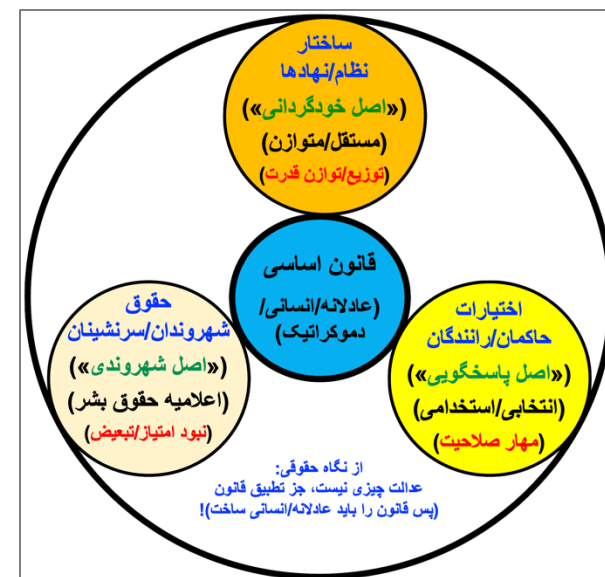 ساختار
نظام/نهادها
(«اصل خودگردانی»)
(مستقل/متوازن)
(توزیع/توازن قدرت)
قانون اساسی
(عادلانه/انسانی/
دموکراتیک)
اختیارات
حاکمان/رانندگان
(«اصل پاسخگویی»)
(انتخابی/استخدامی)
(مهار صلاحیت)
حقوق
شهروندان/سرنشینان
(«اصل شهروندی»)
(اعلامیه حقوق بشر)
(نبود امتیاز/تبعیض)
از نگاه حقوقی:
عدالت چیزی نیست، جز تطبیق قانون
(پس قانون را باید عادلانه/انسانی ساخت)!